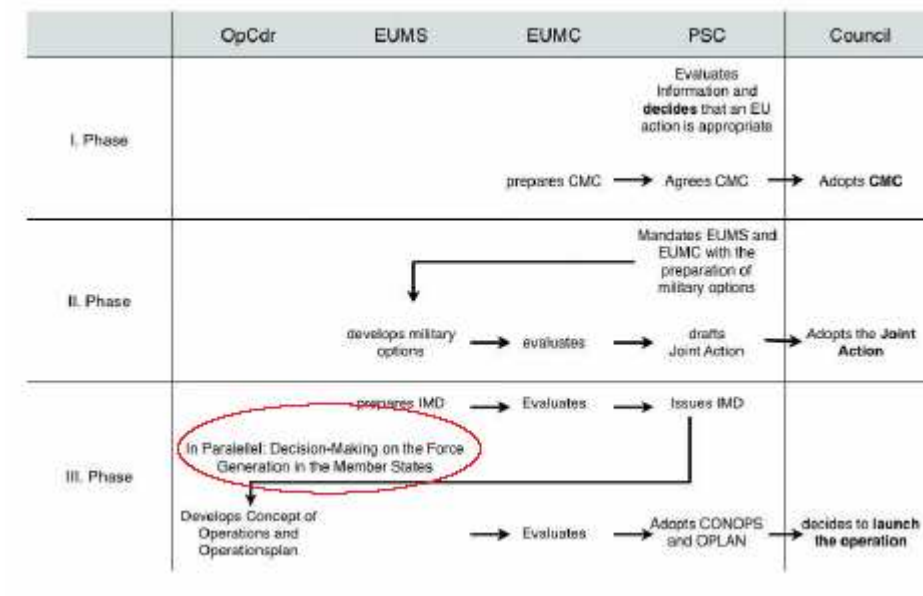 OpCdr EUMS EUMC PSC Council
I. Phase
Evaluates
Information and
decides that an EU
action is appropriate
prepares CMC Agrees CMC Adopts CMC
II. Phase
Mandates EUMS and
EUMC with the
preparation of
military options
develops military
options
evaluates
drafts
Joint Action
Adopts the Joint
Action
III. Phase
prepares IMD Evaluates Issues IMD
In Paralellel: Decision-Making on the Force
Generation in the Member States
Develops Concept of
Operations and
Operationsplan
Evaluates
Adopts CONOPS
and OPLAN
decides to launch
the operation